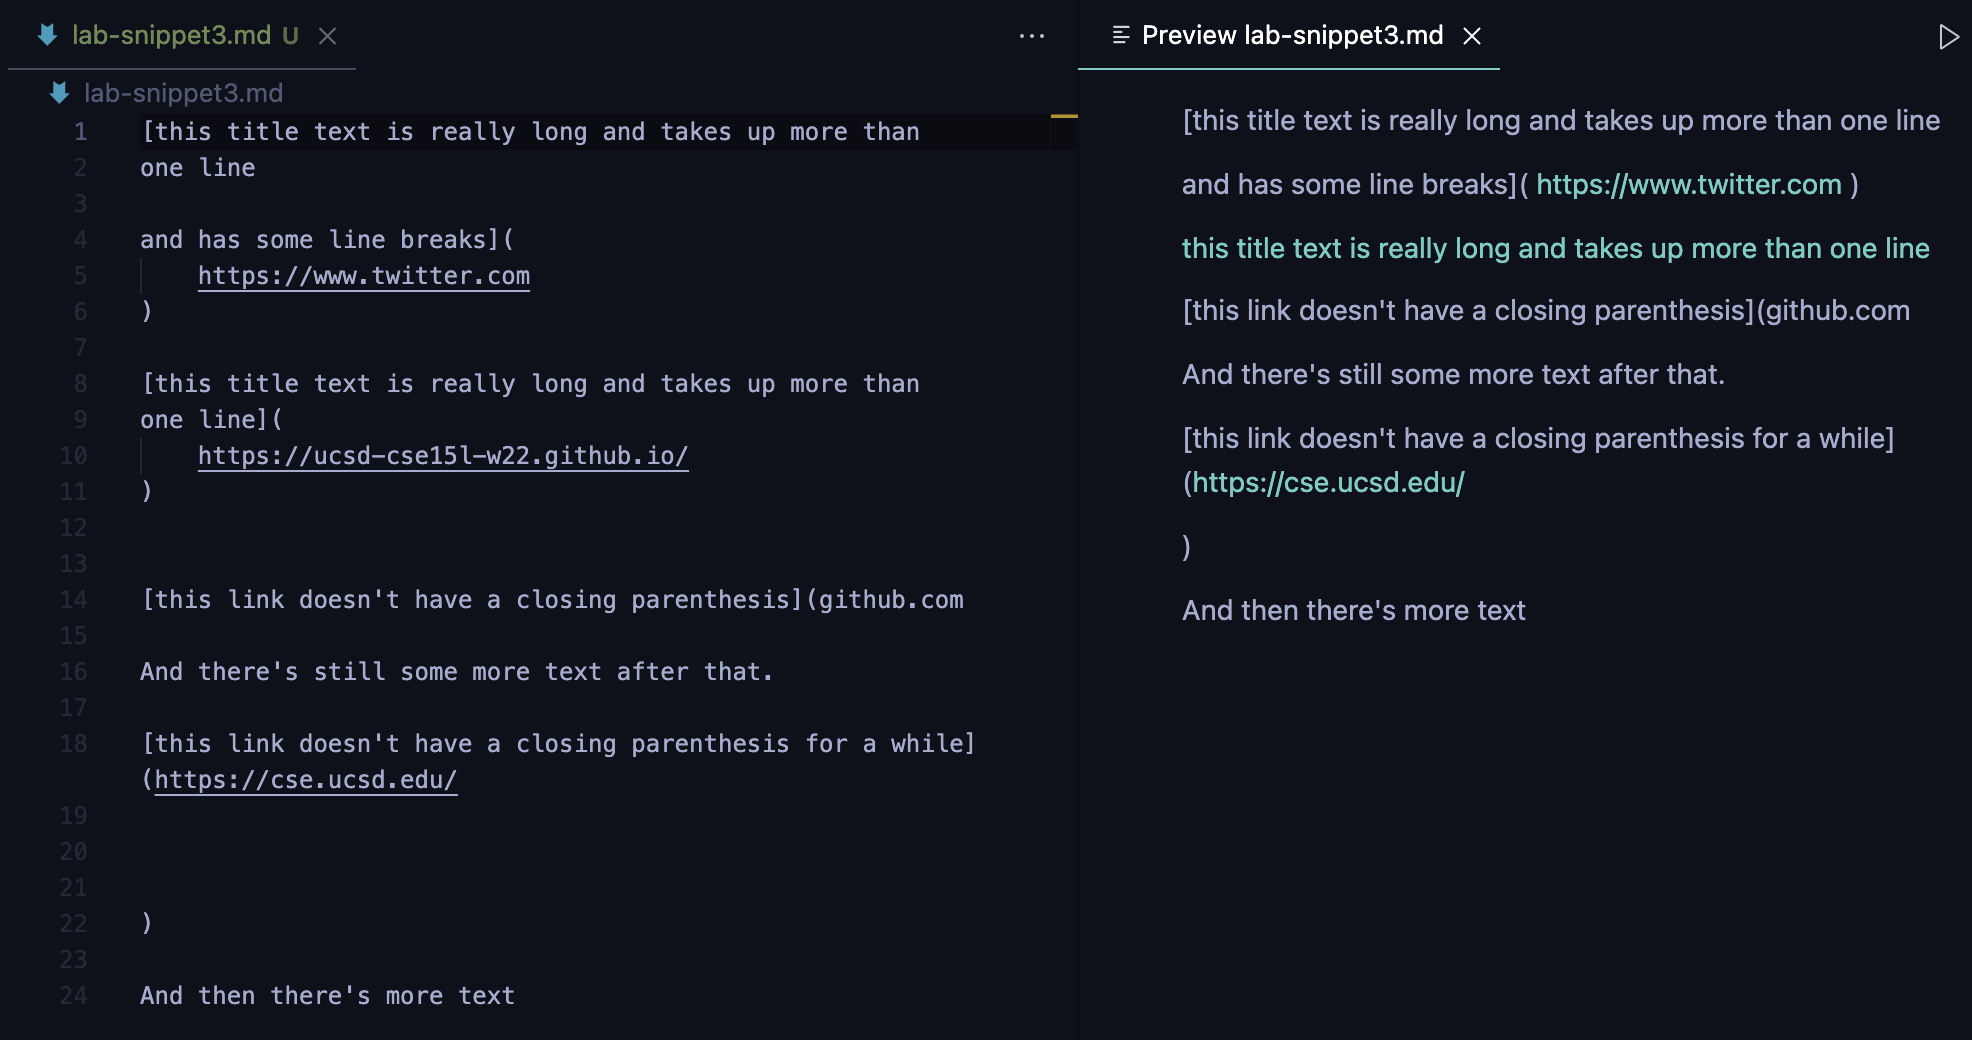 lab-snippet3.md U
Preview lab-snippet3.md
lab-snippet3.md
1 [this title text is really long and takes up more than
2 one line
3
4 and has some line breaks](
5 https://www.twitter.com
6 )
7
8 [this title text is really long and takes up more than
9 one line](
10 https://ucsd-cse15l-w22.github.io/
11 )
12
13
14 [this link doesn't have a closing parenthesis](github.com
15
16 And there's still some more text after that.
17
18 [this link doesn't have a closing parenthesis for a while]
(https://cse.ucsd.edu/
19
20
21
22 )
23
24 And then there's more text
[this title text is really long and takes up more than one line
and has some line breaks]( https://www.twitter.com )
this title text is really long and takes up more than one line
[this link doesn't have a closing parenthesis](github.com
And there's still some more text after that.
[this link doesn't have a closing parenthesis for a while]
(https://cse.ucsd.edu/
)
And then there's more text